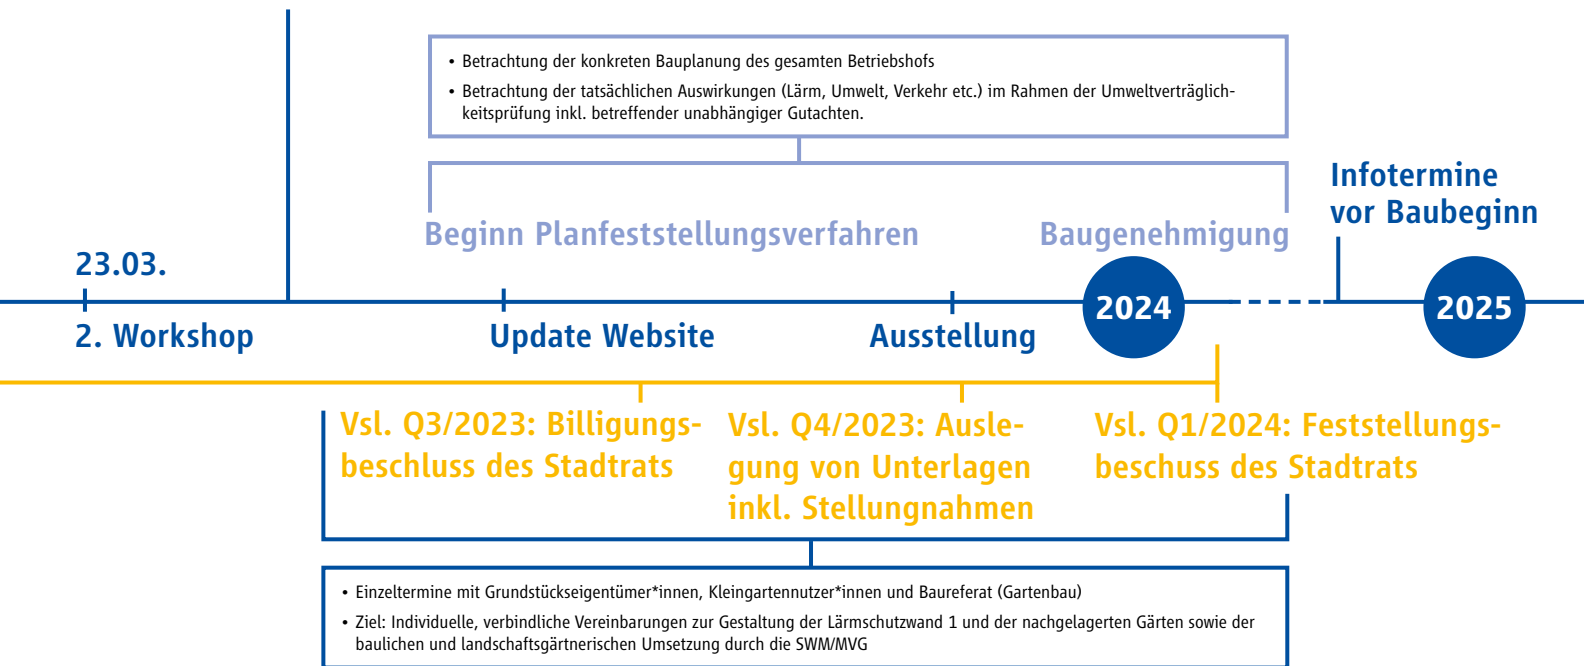 • Betrachtung der konkreten Bauplanung des gesamten Betriebshofs
• Betrachtung der tatsächlichen Auswirkungen (Lärm, Umwelt, Verkehr etc.) im Rahmen der Umweltverträglich-
keitsprüfung inkl. betreffender unabhängiger Gutachten.
Infotermine
vor Baubeginn
Beginn Planfeststellungsverfahren
Baugenehmigung
23.03.
2024
2025
2. Workshop
Update Website
Ausstellung
Vsl. Q3/2023: Billigungs-
beschluss des Stadtrats
Vsl. Q4/2023: Ausle-
gung von Unterlagen
inkl. Stellungnahmen
Vsl. Q1/2024: Feststellungs-
beschuss des Stadtrats
• Einzeltermine mit Grundstückseigentümer*innen, Kleingartennutzer*innen und Baureferat (Gartenbau)
• Ziel: Individuelle, verbindliche Vereinbarungen zur Gestaltung der Lärmschutzwand 1 und der nachgelagerten Gärten sowie der
baulichen und landschaftsgärtnerischen Umsetzung durch die SWM/MVG